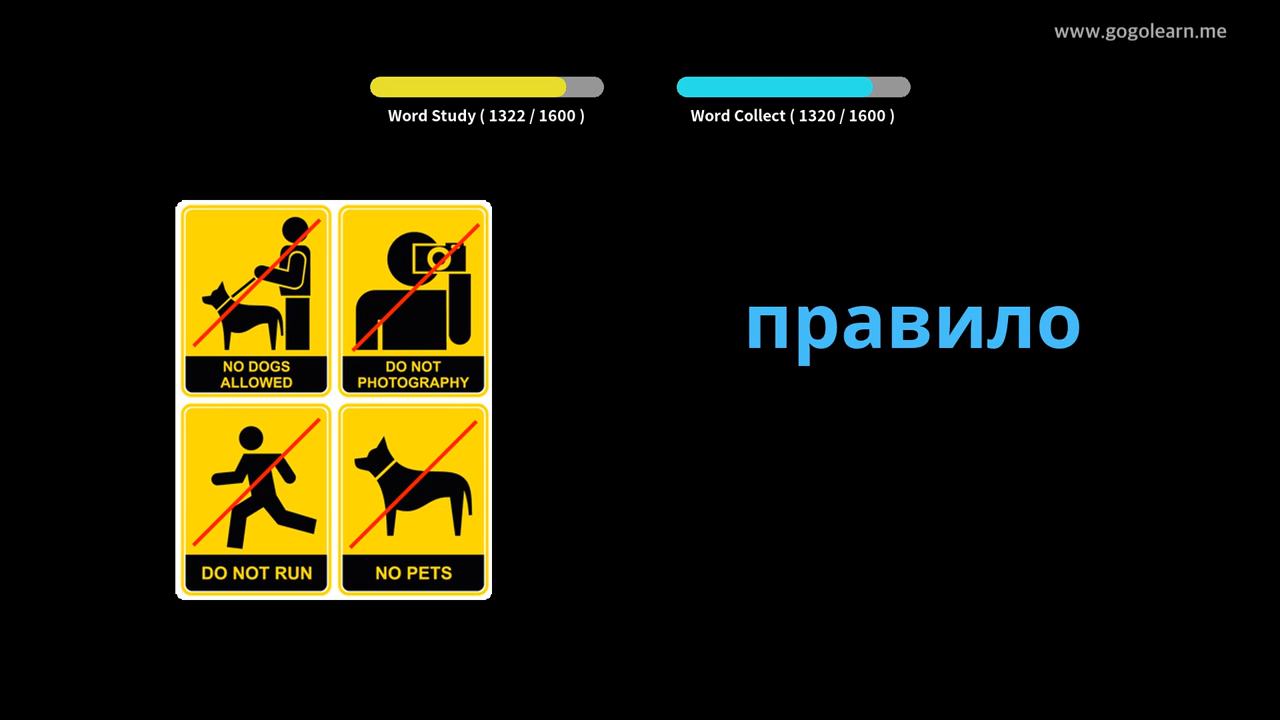 www.gogolearn.me
Word Study ( 1322 / 1600 )
Word Collect ( 1320 / 1600 )
NO DOGS
ALLOWED
DO NOT
PHOTOGRAPHY
правило
DO NOT RUN
NO PETS